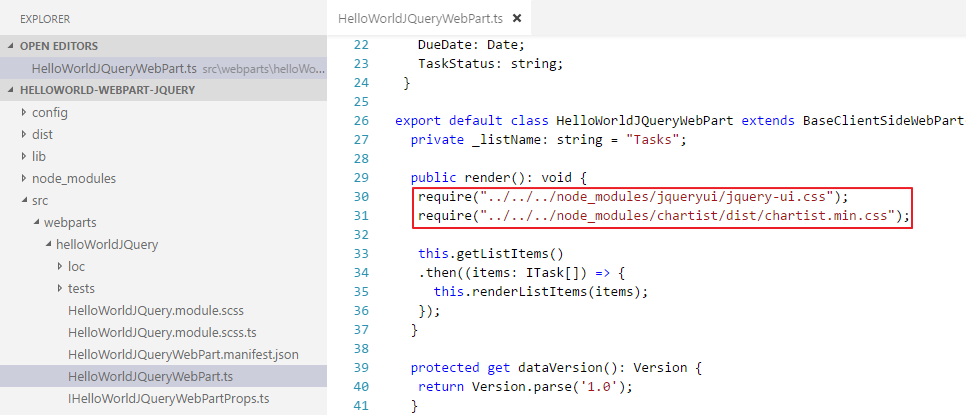 EXPLORER
OPEN EDITORS
HelloWorldJQueryWebPart.ts src\webparts\helloWo...
HELLOWORLD-WEBPART-JQUERY
config
dist
lib
node_modules
src
webparts
helloWorldJQuery
loc
tests
HelloWorldJQuery.module.scss
HelloWorldJQuery.module.scss.ts
HelloWorldJQueryWebPart.manifest.json
HelloWorldJQueryWebPart.ts
IHelloWorldJQueryWebPartProps.ts
HelloWorldJQueryWebPart.ts ×
22 DueDate: Date;
23 TaskStatus: string;
24 }
25
26 export default class HelloWorldJQueryWebPart extends BaseClientSideWebPart
27 private _listName: string = "Tasks";
28
29 public render(): void {
30 require("../../../node_modules/jqueryui/jquery-ui.css");
31 require("../../../node_modules/chartist/dist/chartist.min.css");
32
33 this.getListItems()
34 .then((items: ITask[]) => {
35 this.renderListItems(items);
36 });
37 }
38
39 protected get dataVersion(): Version {
40 return Version.parse('1.0');
41 }